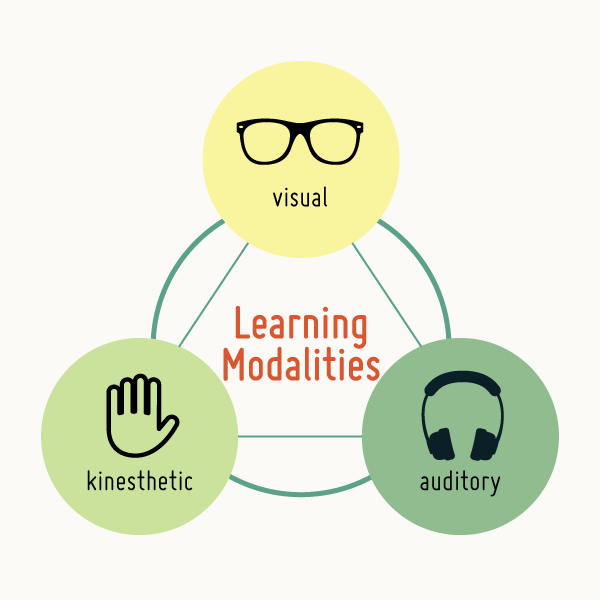 visual
Learning
Modalities
kinesthetic
auditory